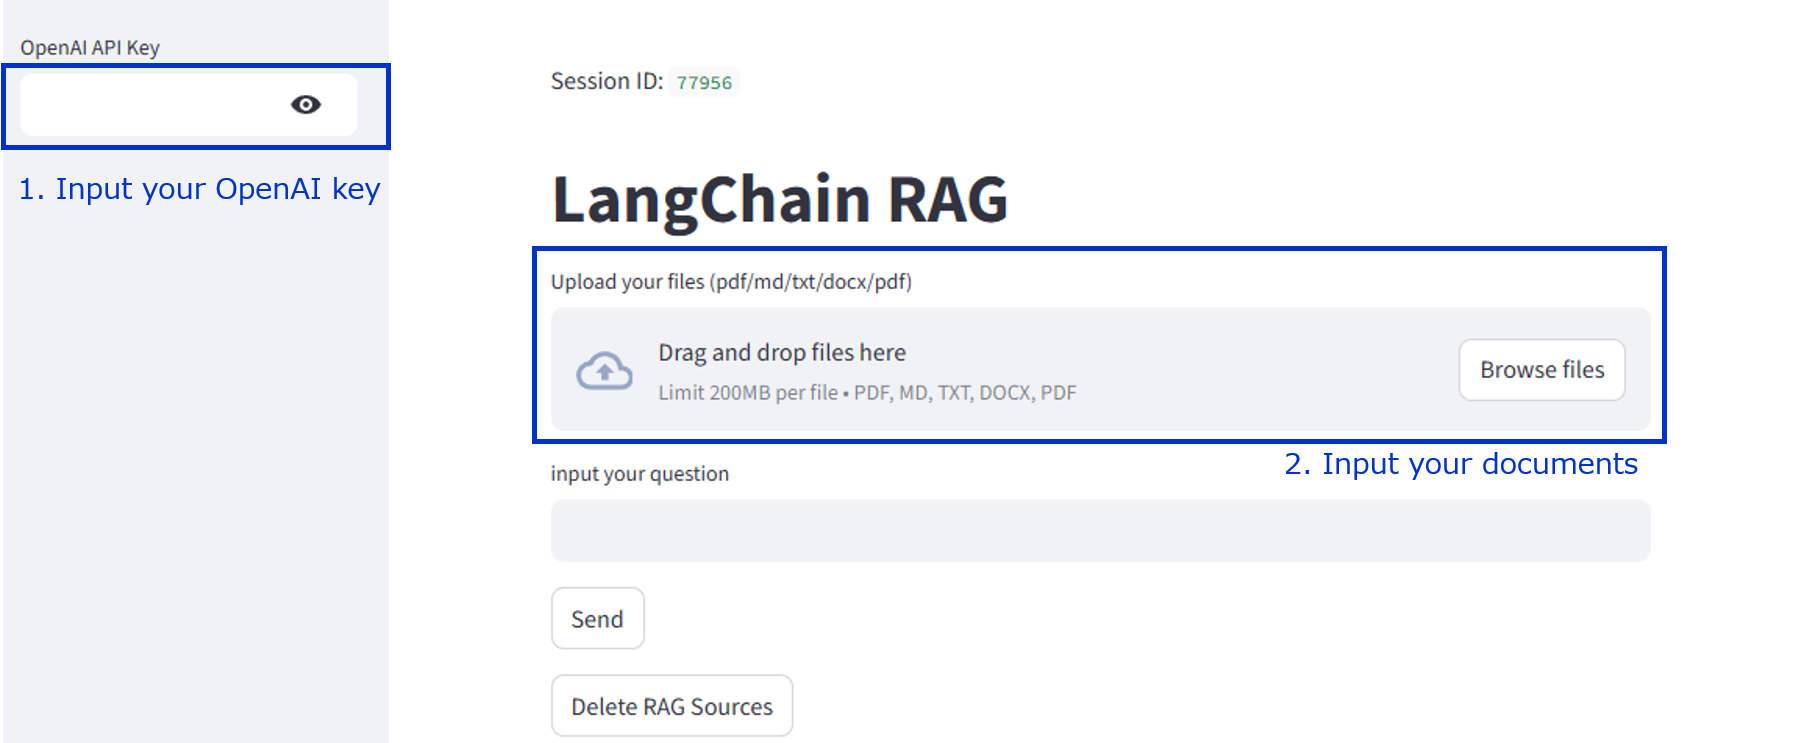 OpenAI API Key
1. Input your OpenAI key
Session ID: 77956
LangChain RAG
Upload your files (pdf/md/txt/docx/pdf)
Drag and drop files here
Limit 200MB per file • PDF, MD, TXT, DOCX, PDF
Browse files
2. Input your documents
input your question
Send
Delete RAG Sources